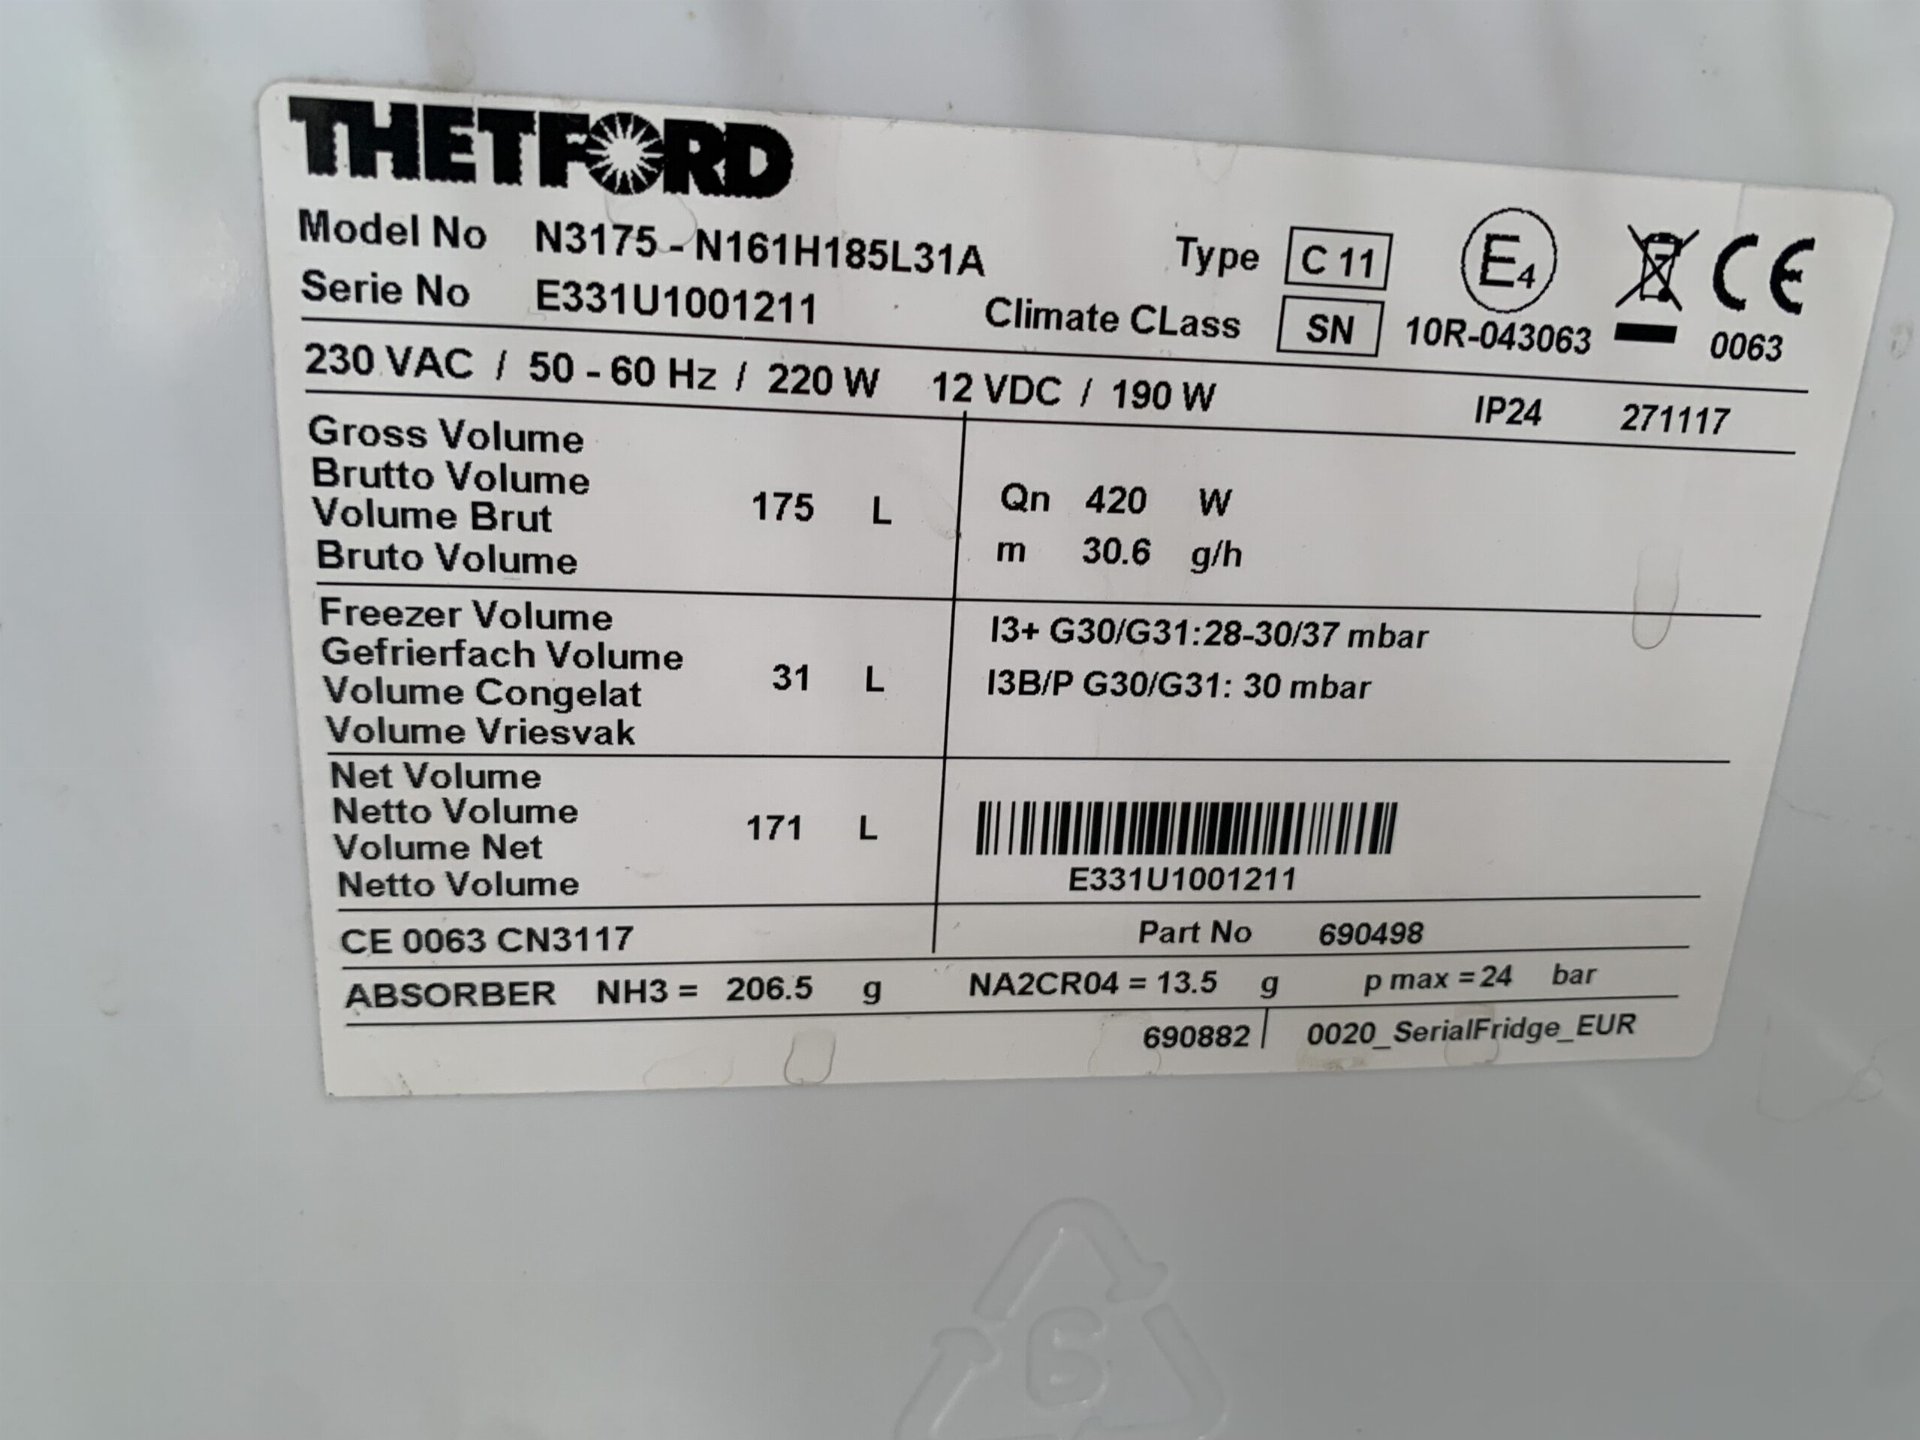 THETFORD
Model No N3175 - N161H185L31A Type C 11 E4 CE
Serie No E331U1001211 Climate CLass SN 10R-043063 0063
230 VAC / 50 - 60 Hz / 220 W 12 VDC / 190 W IP24 271117
Gross Volume
Brutto Volume
Volume Brut
Bruto Volume
175 L
Qn 420 W
m 30.6 g/h
Freezer Volume
Gefrierfach Volume
Volume Congelat
Volume Vriesvak
31 L
I3+ G30/G31:28-30/37 mbar
I3B/P G30/G31: 30 mbar
Net Volume
Netto Volume
Volume Net
Netto Volume
171 L
E331U1001211
CE 0063 CN3117 Part No 690498
ABSORBER NH3 = 206.5 g NA2CR04 = 13.5 g p max = 24 bar
690882 0020_SerialFridge_EUR
6